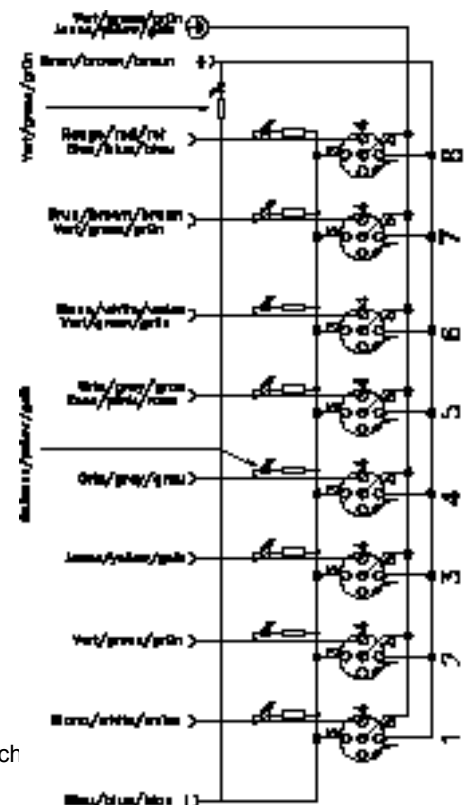 Vert/green/grün
Jaune/yellow/gelb
Brun/brown/braun +
Vert/green/grün
Rouge/red/rot
Bleu/blue/blau
8
Brun/brown/braun
Vert/green/grün
7
Blanc/white/weiss
Vert/green/grün
6
Gris/grey/grau
Rose/pink/rosa
5
Jaune/yellow/gelb
Gris/grey/grau
4
Jaune/yellow/gelb
3
Vert/green/grün
2
Blanc/white/weiss
1
ch
Bleu/blue/blau